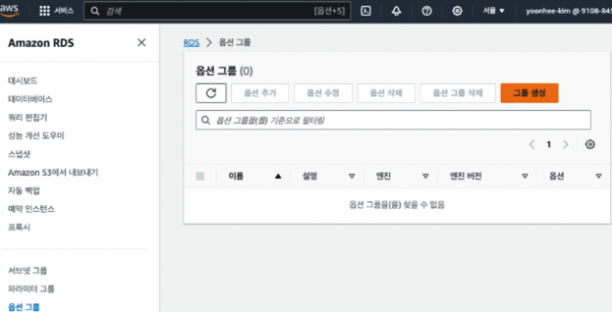 aws
서비스
검색
[옵션+S]
서울 ▼
yoonhee-kim @ 9108-845
Amazon RDS
RDS > 옵션 그룹
대시보드
데이터베이스
쿼리 편집기
성능 개선 도우미
스냅샷
Amazon S3에서 내보내기
자동 백업
예약 인스턴스
프록시
서브넷 그룹
파라미터 그룹
옵션 그룹
옵션 그룹 (0)
옵션 추가
옵션 수정
옵션 삭제
옵션 그룹 삭제
그룹 생성
옵션 그룹을(를) 기준으로 필터링
1
이름
설명
엔진
엔진 버전
옵션
옵션 그룹을(를) 찾을 수 없음